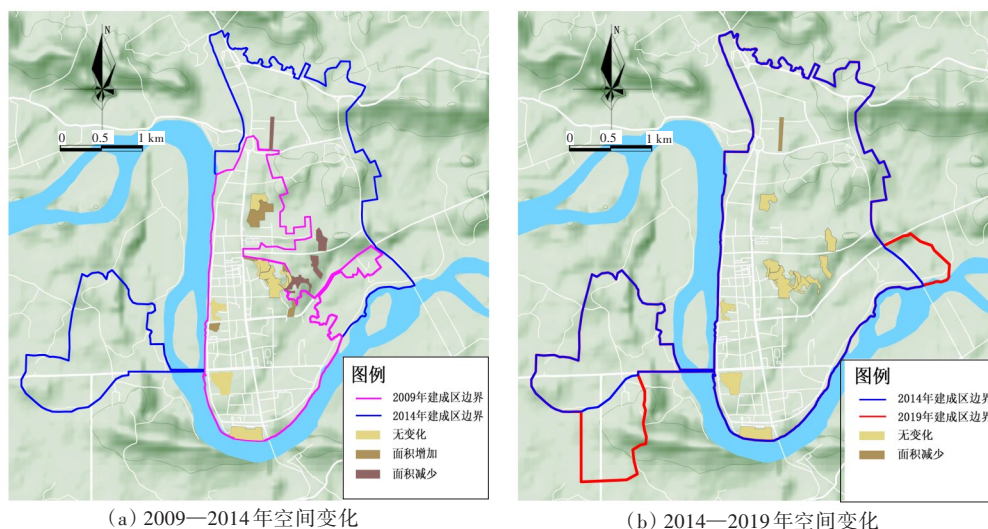 N
0 0.5 1 km
图例
2009年建成区边界
2014年建成区边界
无变化
面积增加
面积减少
(a) 2009—2014年空间变化
N
0 0.5 1 km
图例
2014年建成区边界
2019年建成区边界
无变化
面积减少
(b) 2014—2019年空间变化